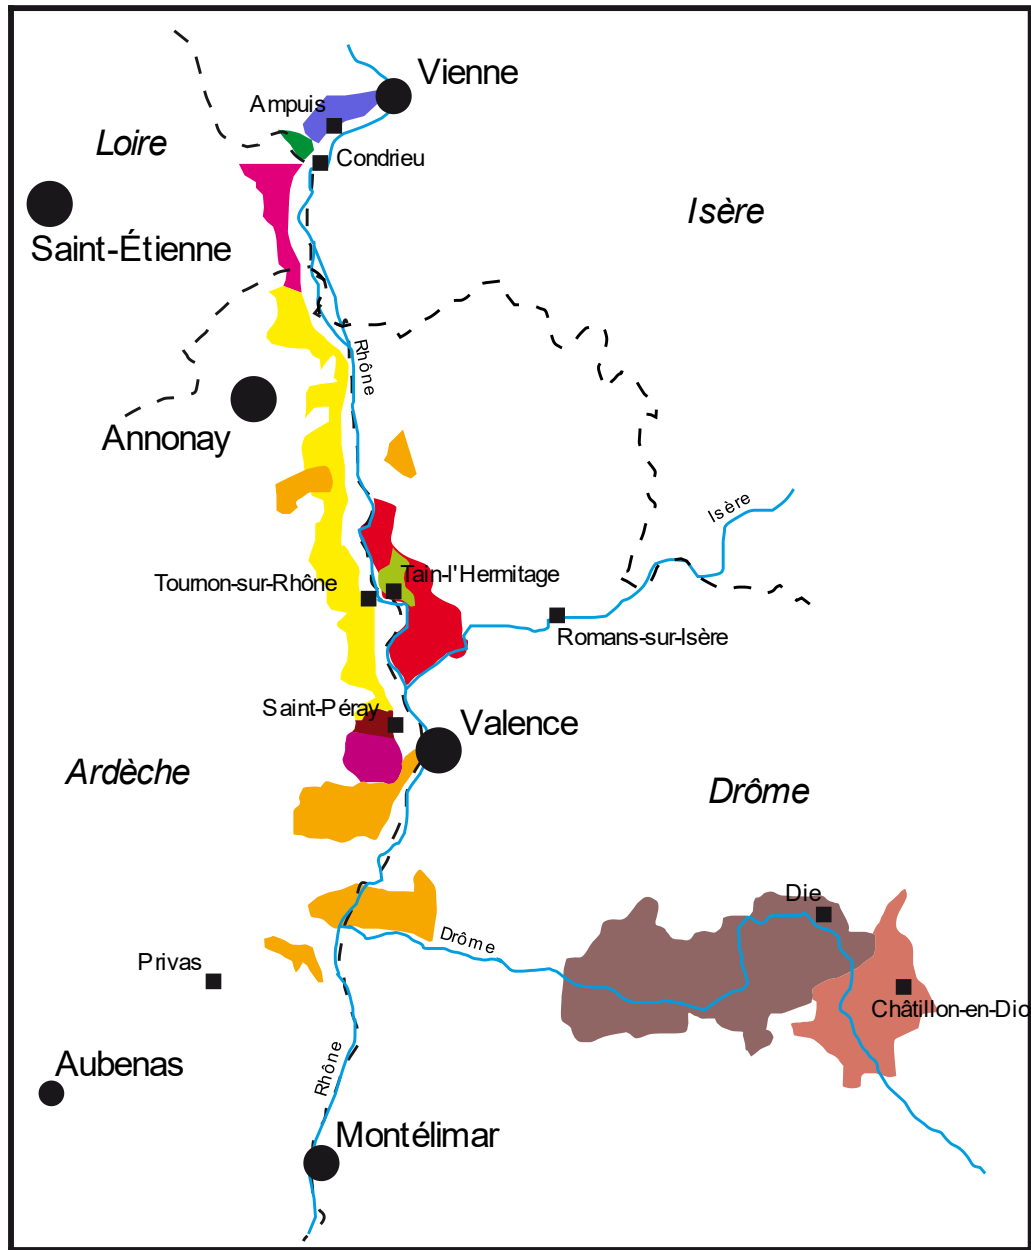 Vienne
Ampuis
Loire
Condrieu
Isère
Saint-Étienne
Rhône
Annonay
Isère
Tain-l'Hermitage
Tournon-sur-Rhône
Romans-sur-Isère
Saint-Péray
Valence
Ardèche
Drôme
Die
Drôme
Privas
Châtillon-en-Dio
Aubenas
Rhône
Montélimar